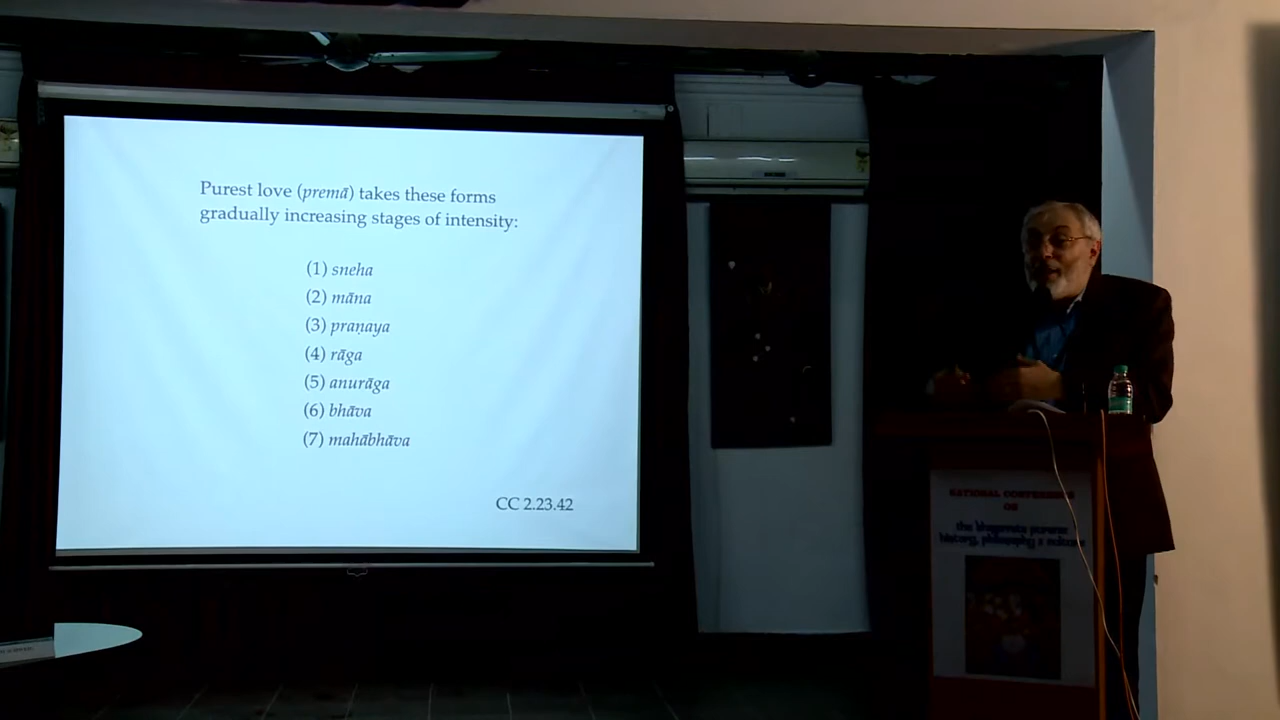 Purest love (premā) takes these forms
gradually increasing stages of intensity:
(1) sneha
(2) māna
(3) praṇaya
(4) rāga
(5) anurāga
(6) bhāva
(7) mahābhāva
CC 2.23.42
NATIONAL CONFERENCE
ON
the bhagavata purana
history, philosophy & culture